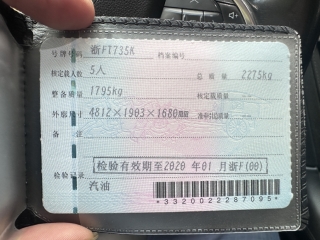 号牌号码 浙FT735K 档案编号
核定载人数 5人 总质量 2275kg
整备质量 1795kg 核定载质量 --
外廓尺寸 4812×1903×1680mm 准牵引总质量 --
备注
检验有效期至2020 年01 月浙F(00)
检验记录
汽油
*3320022287095*